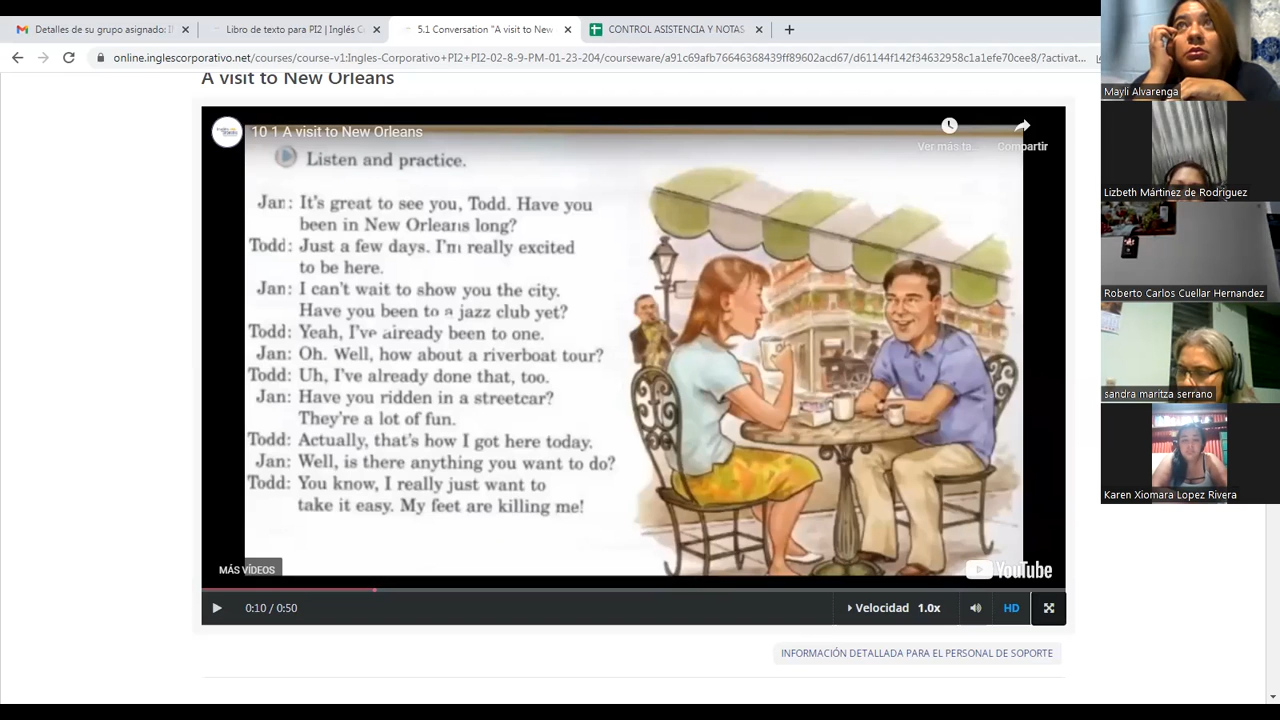 Detalles de su grupo asignado: I
Libro de texto para PI2 | Inglés C
5.1 Conversation "A visit to New
CONTROL ASISTENCIA Y NOTAS
online.inglescorporativo.net/courses/course-v1:Ingles-Corporativo+PI2+PI2-8-9-PM-01-23-204/courseware/a91c69afb76646368439ff89602acd67/d61144f142f34632958c1a1efe70cee8/?activat...
A visit to New Orleans
10 1 A visit to New Orleans
Ver más ta...
Compartir
Listen and practice.
Jan: It's great to see you, Todd. Have you
been in New Orleans long?
Todd: Just a few days. I'm really excited
to be here.
Jan: I can't wait to show you the city.
Have you been to a jazz club yet?
Todd: Yeah, I've already been to one.
Jan: Oh. Well, how about a riverboat tour?
Todd: Uh, I've already done that, too.
Jan: Have you ridden in a streetcar?
They're a lot of fun.
Todd: Actually, that's how I got here today.
Jan: Well, is there anything you want to do?
Todd: You know, I really just want to
take it easy. My feet are killing me!
MÁS VÍDEOS
YouTube
0:10 / 0:50
Velocidad 1.0x
HD
INFORMACIÓN DETALLADA PARA EL PERSONAL DE SOPORTE
Mayli Alvarenga
Lizbeth Mártinez de Rodríguez
Roberto Carlos Cuellar Hernandez
sandra maritza serrano
Karen Xiomara Lopez Rivera